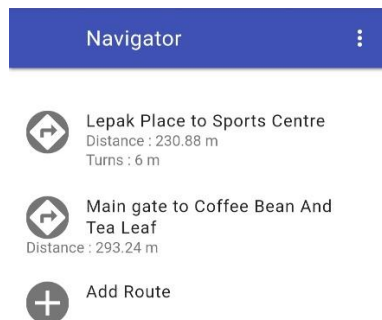 Navigator
Lepak Place to Sports Centre
Distance : 230.88 m
Turns : 6 m
Main gate to Coffee Bean And
Tea Leaf
Distance : 293.24 m
Add Route